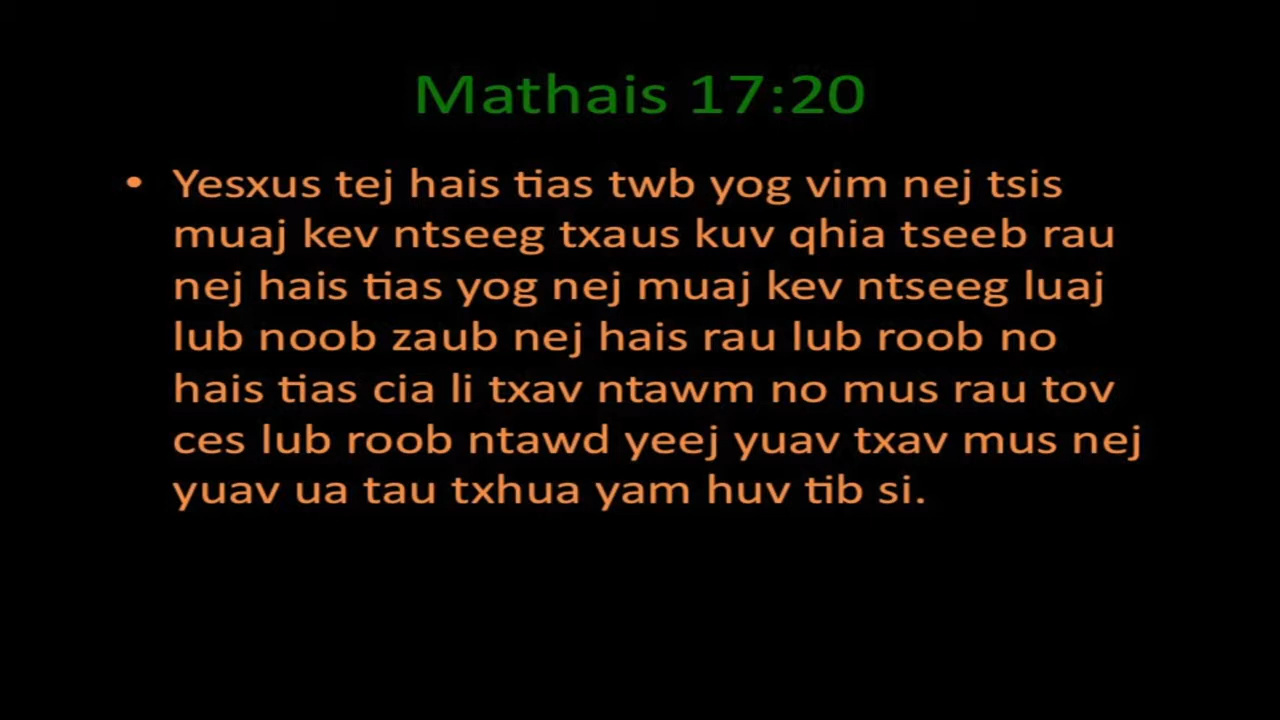 Mathais 17:20
• Yesxus tej hais tias twb yog vim nej tsis
muaj kev ntseeg txaus kuv qhia tseeb rau
nej hais tias yog nej muaj kev ntseeg luaj
lub noob zaub nej hais rau lub roob no
hais tias cia li txav ntawm no mus rau tov
ces lub roob ntawd yeej yuav txav mus nej
yuav ua tau txhua yam huv tib si.